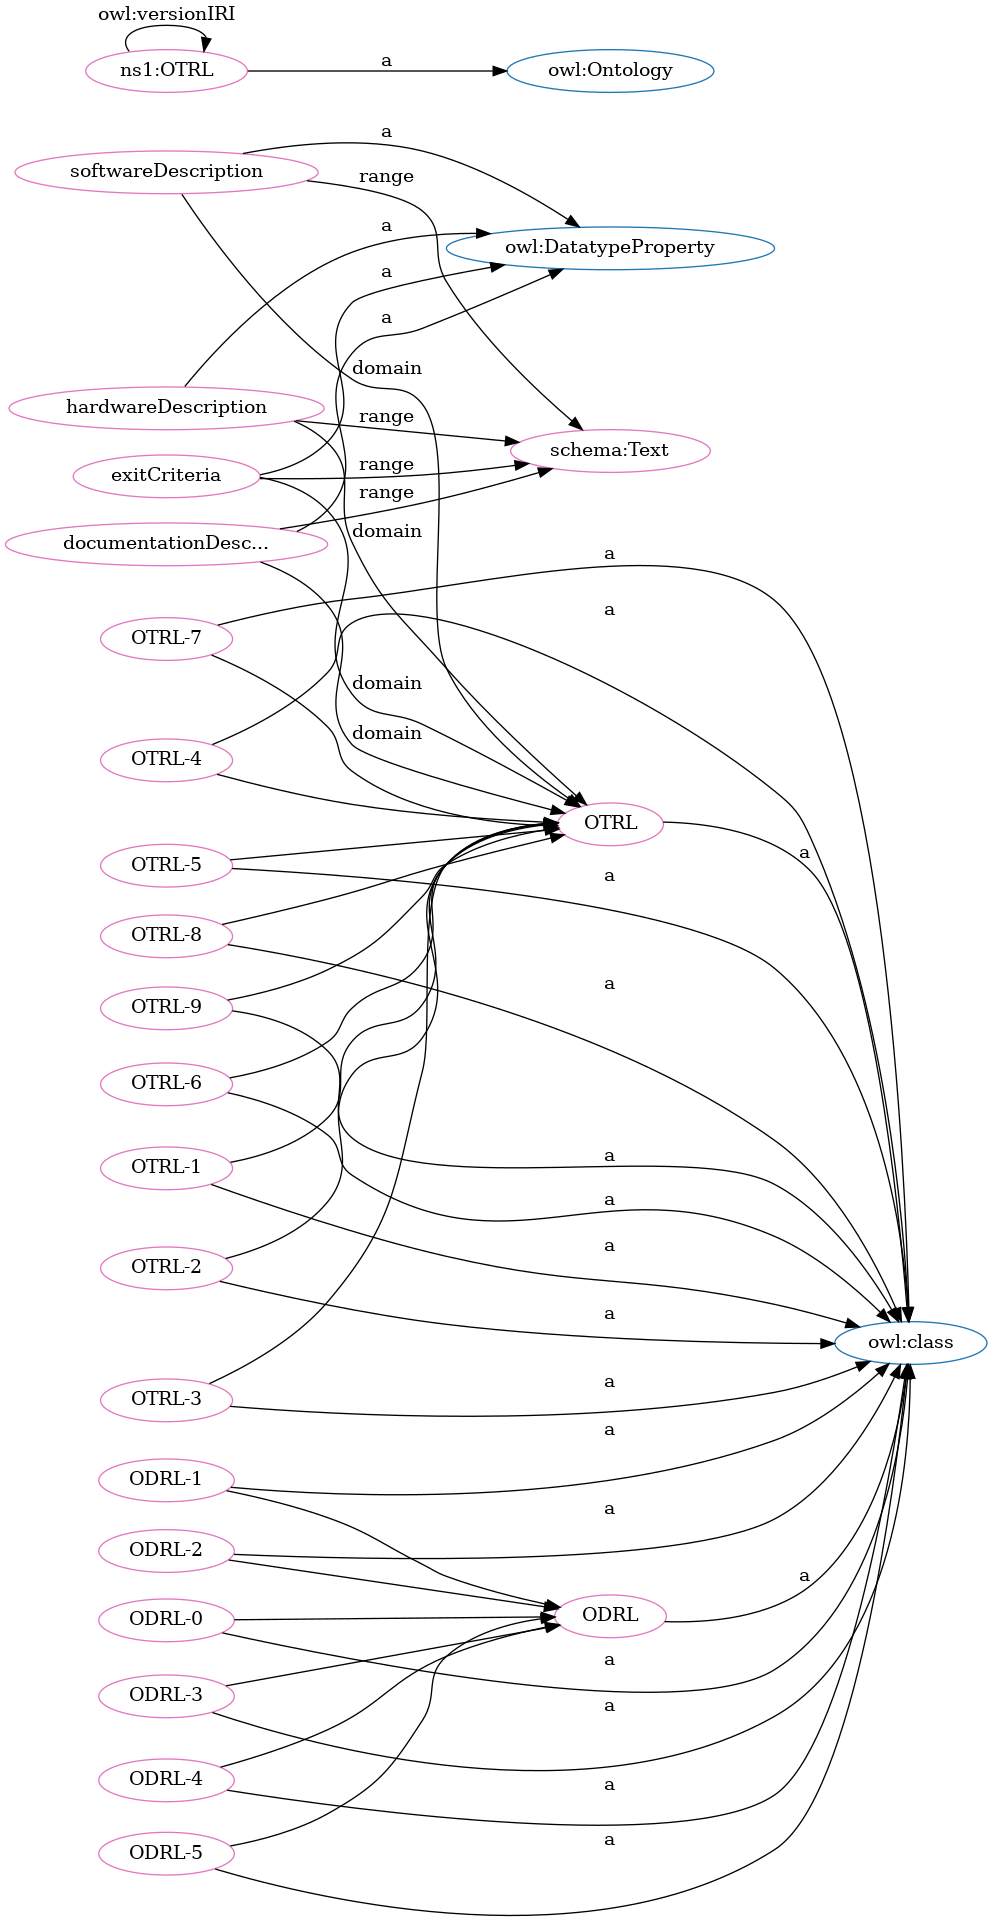 owl:versionIRI
ns1:OTRL
a
owl:Ontology
a
softwareDescription
range
a
owl:DatatypeProperty
a
a
domain
hardwareDescription
range
schema:Text
exitCriteria
range
range
domain
documentationDesc...
a
a
OTRL-7
domain
domain
OTRL-4
OTRL
a
OTRL-5
a
OTRL-8
a
OTRL-9
OTRL-6
a
OTRL-1
a
a
OTRL-2
a
owl:class
a
OTRL-3
a
ODRL-1
a
ODRL-2
a
ODRL-0
ODRL
a
ODRL-3
a
ODRL-4
a
a
ODRL-5